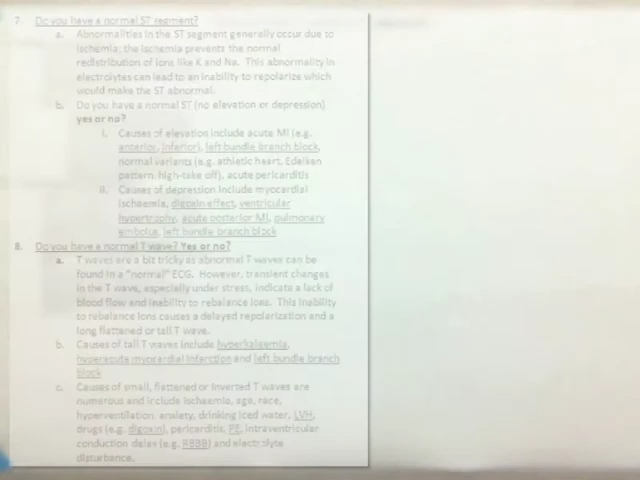 7. Do you have a normal ST segment?
a. Abnormalities in the ST segment generally occur due to
ischemia; the ischemia prevents the normal
redistribution of ions like K and Na. This abnormality in
electrolytes can lead to an inability to repolarize which
would make the ST abnormal.
b. Do you have a normal ST (no elevation or depression)
yes or no?
i. Causes of elevation include acute MI (e.g.
anterior, inferior), left bundle branch block,
normal variants (e.g. athletic heart, Edeiken
pattern, high-take off), acute pericarditis
ii. Causes of depression include myocardial
ischaemia, digoxin effect, ventricular
hypertrophy, acute posterior MI, pulmonary
embolus, left bundle branch block
8. Do you have a normal T wave? Yes or no?
a. T waves are a bit tricky as abnormal T waves can be
found in a "normal" ECG. However, transient changes
in the T wave, especially under stress, indicate a lack of
blood flow and inability to rebalance ions. This inability
to rebalance ions causes a delayed repolarization and a
long flattened or tall T wave.
b. Causes of tall T waves include hyperkalaemia,
hyperacute myocardial infarction and left bundle branch
block
c. Causes of small, flattened or inverted T waves are
numerous and include ischaemia, age, race,
hyperventilation, anxiety, drinking iced water, LVH,
drugs (e.g. digoxin), pericarditis, PE, intraventricular
conduction delay (e.g. RBBB) and electrolyte
disturbance.